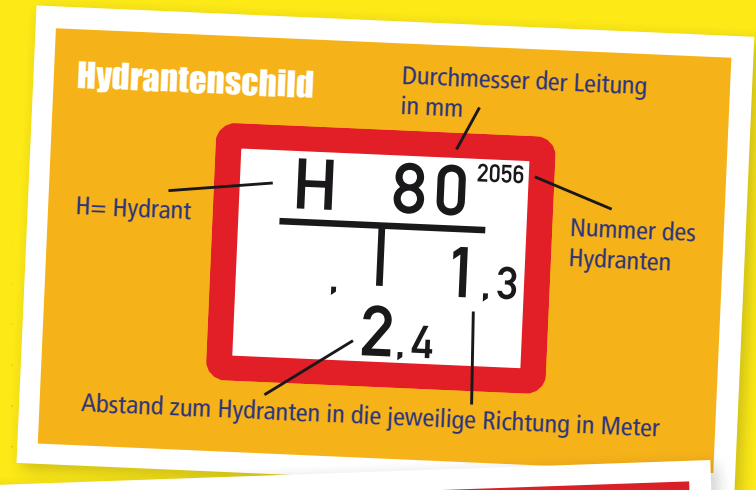 Hydrantenschild
Durchmesser der Leitung
in mm
H 80 2056
H= Hydrant
Nummer des
Hydranten
, 1,3
2,4
Abstand zum Hydranten in die jeweilige Richtung in Meter